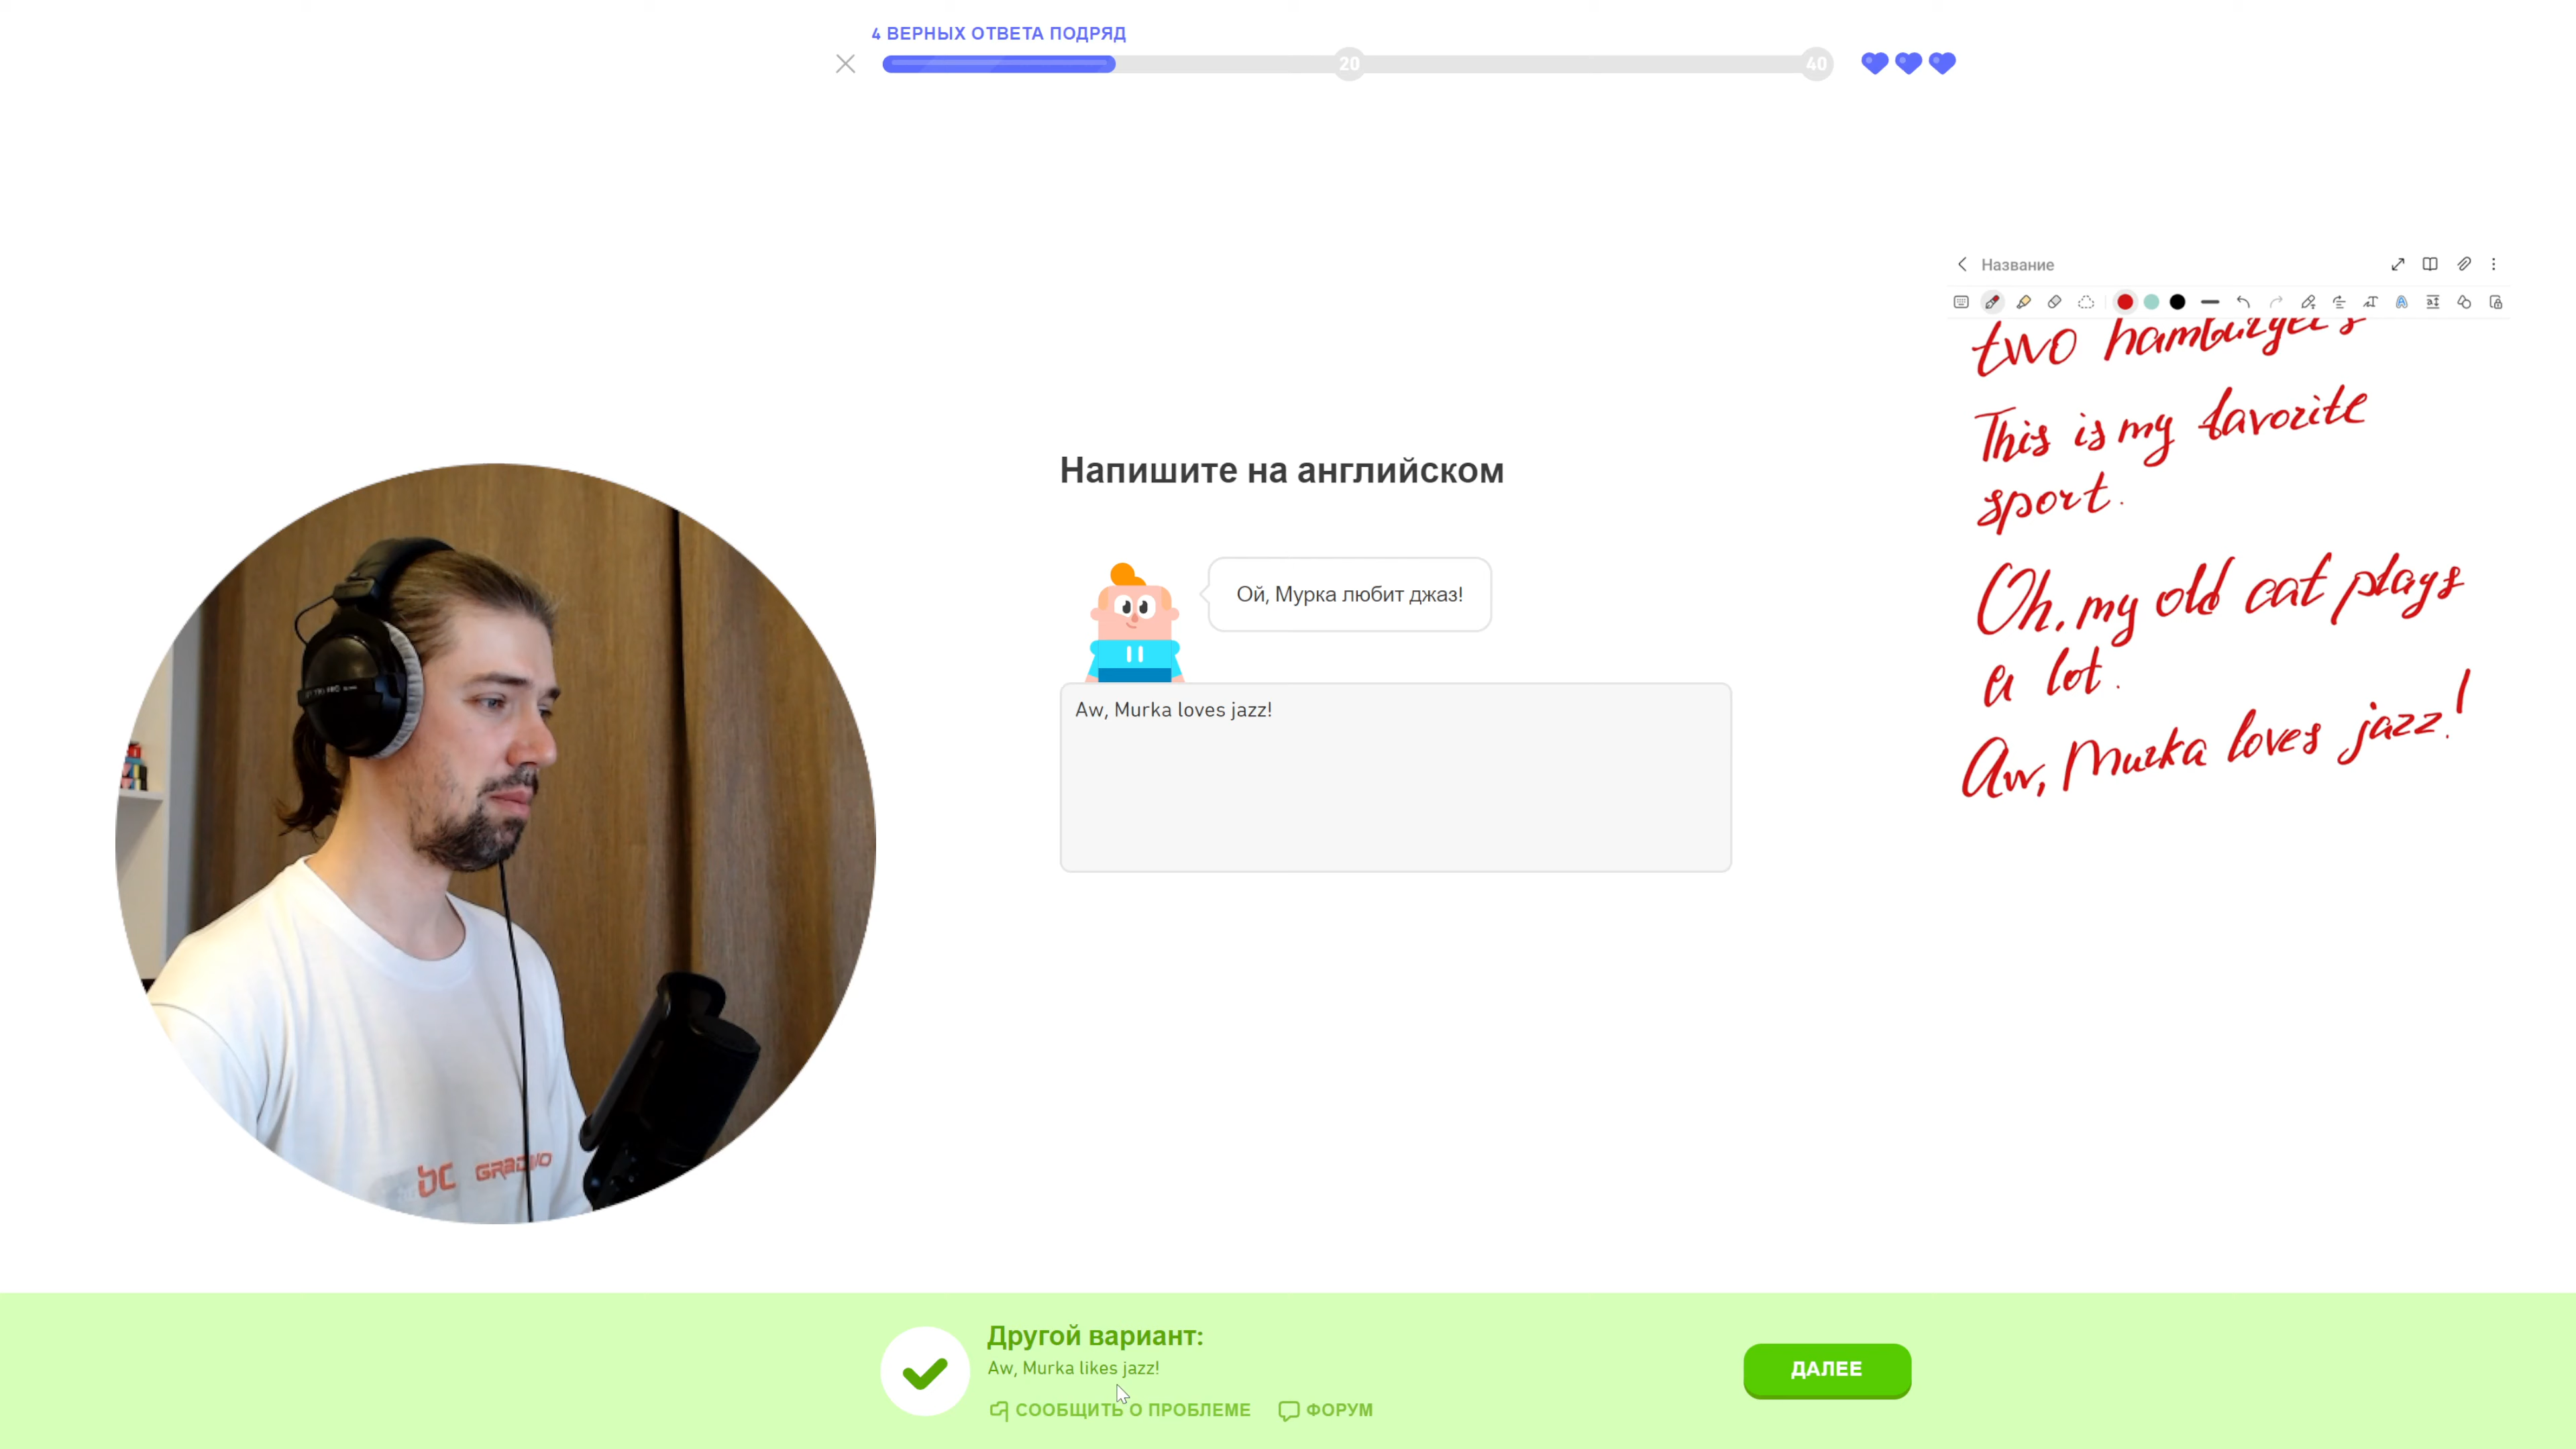 4 ВЕРНЫХ ОТВЕТА ПОДРЯД
20
40
Название
two hamburgers
This is my favorite
sport.
Oh, my old cat plays
a lot.
Aw, Murka loves jazz!
Напишите на английском
Ой, Мурка любит джаз!
Aw, Murka loves jazz!
Другой вариант:
Aw, Murka likes jazz!
СООБЩИТЬ О ПРОБЛЕМЕ
ФОРУМ
ДАЛЕЕ